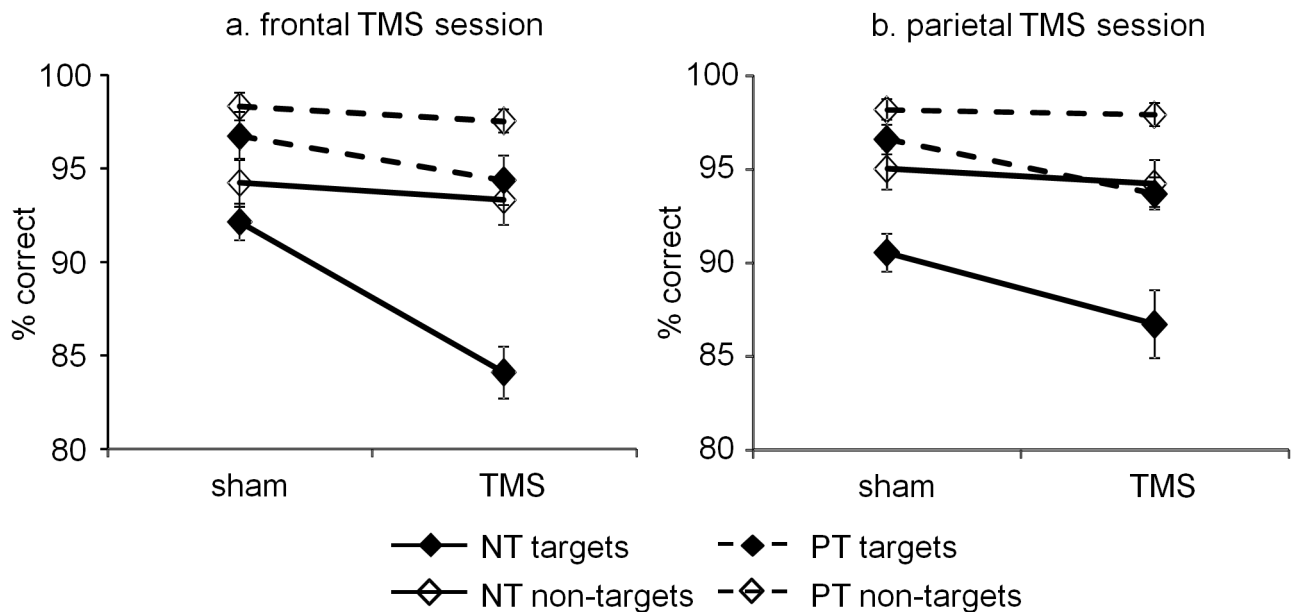 a. frontal TMS session
% correct
100
95
90
85
80
sham TMS
b. parietal TMS session
% correct
100
95
90
85
80
sham TMS
NT targets PT targets
NT non-targets PT non-targets